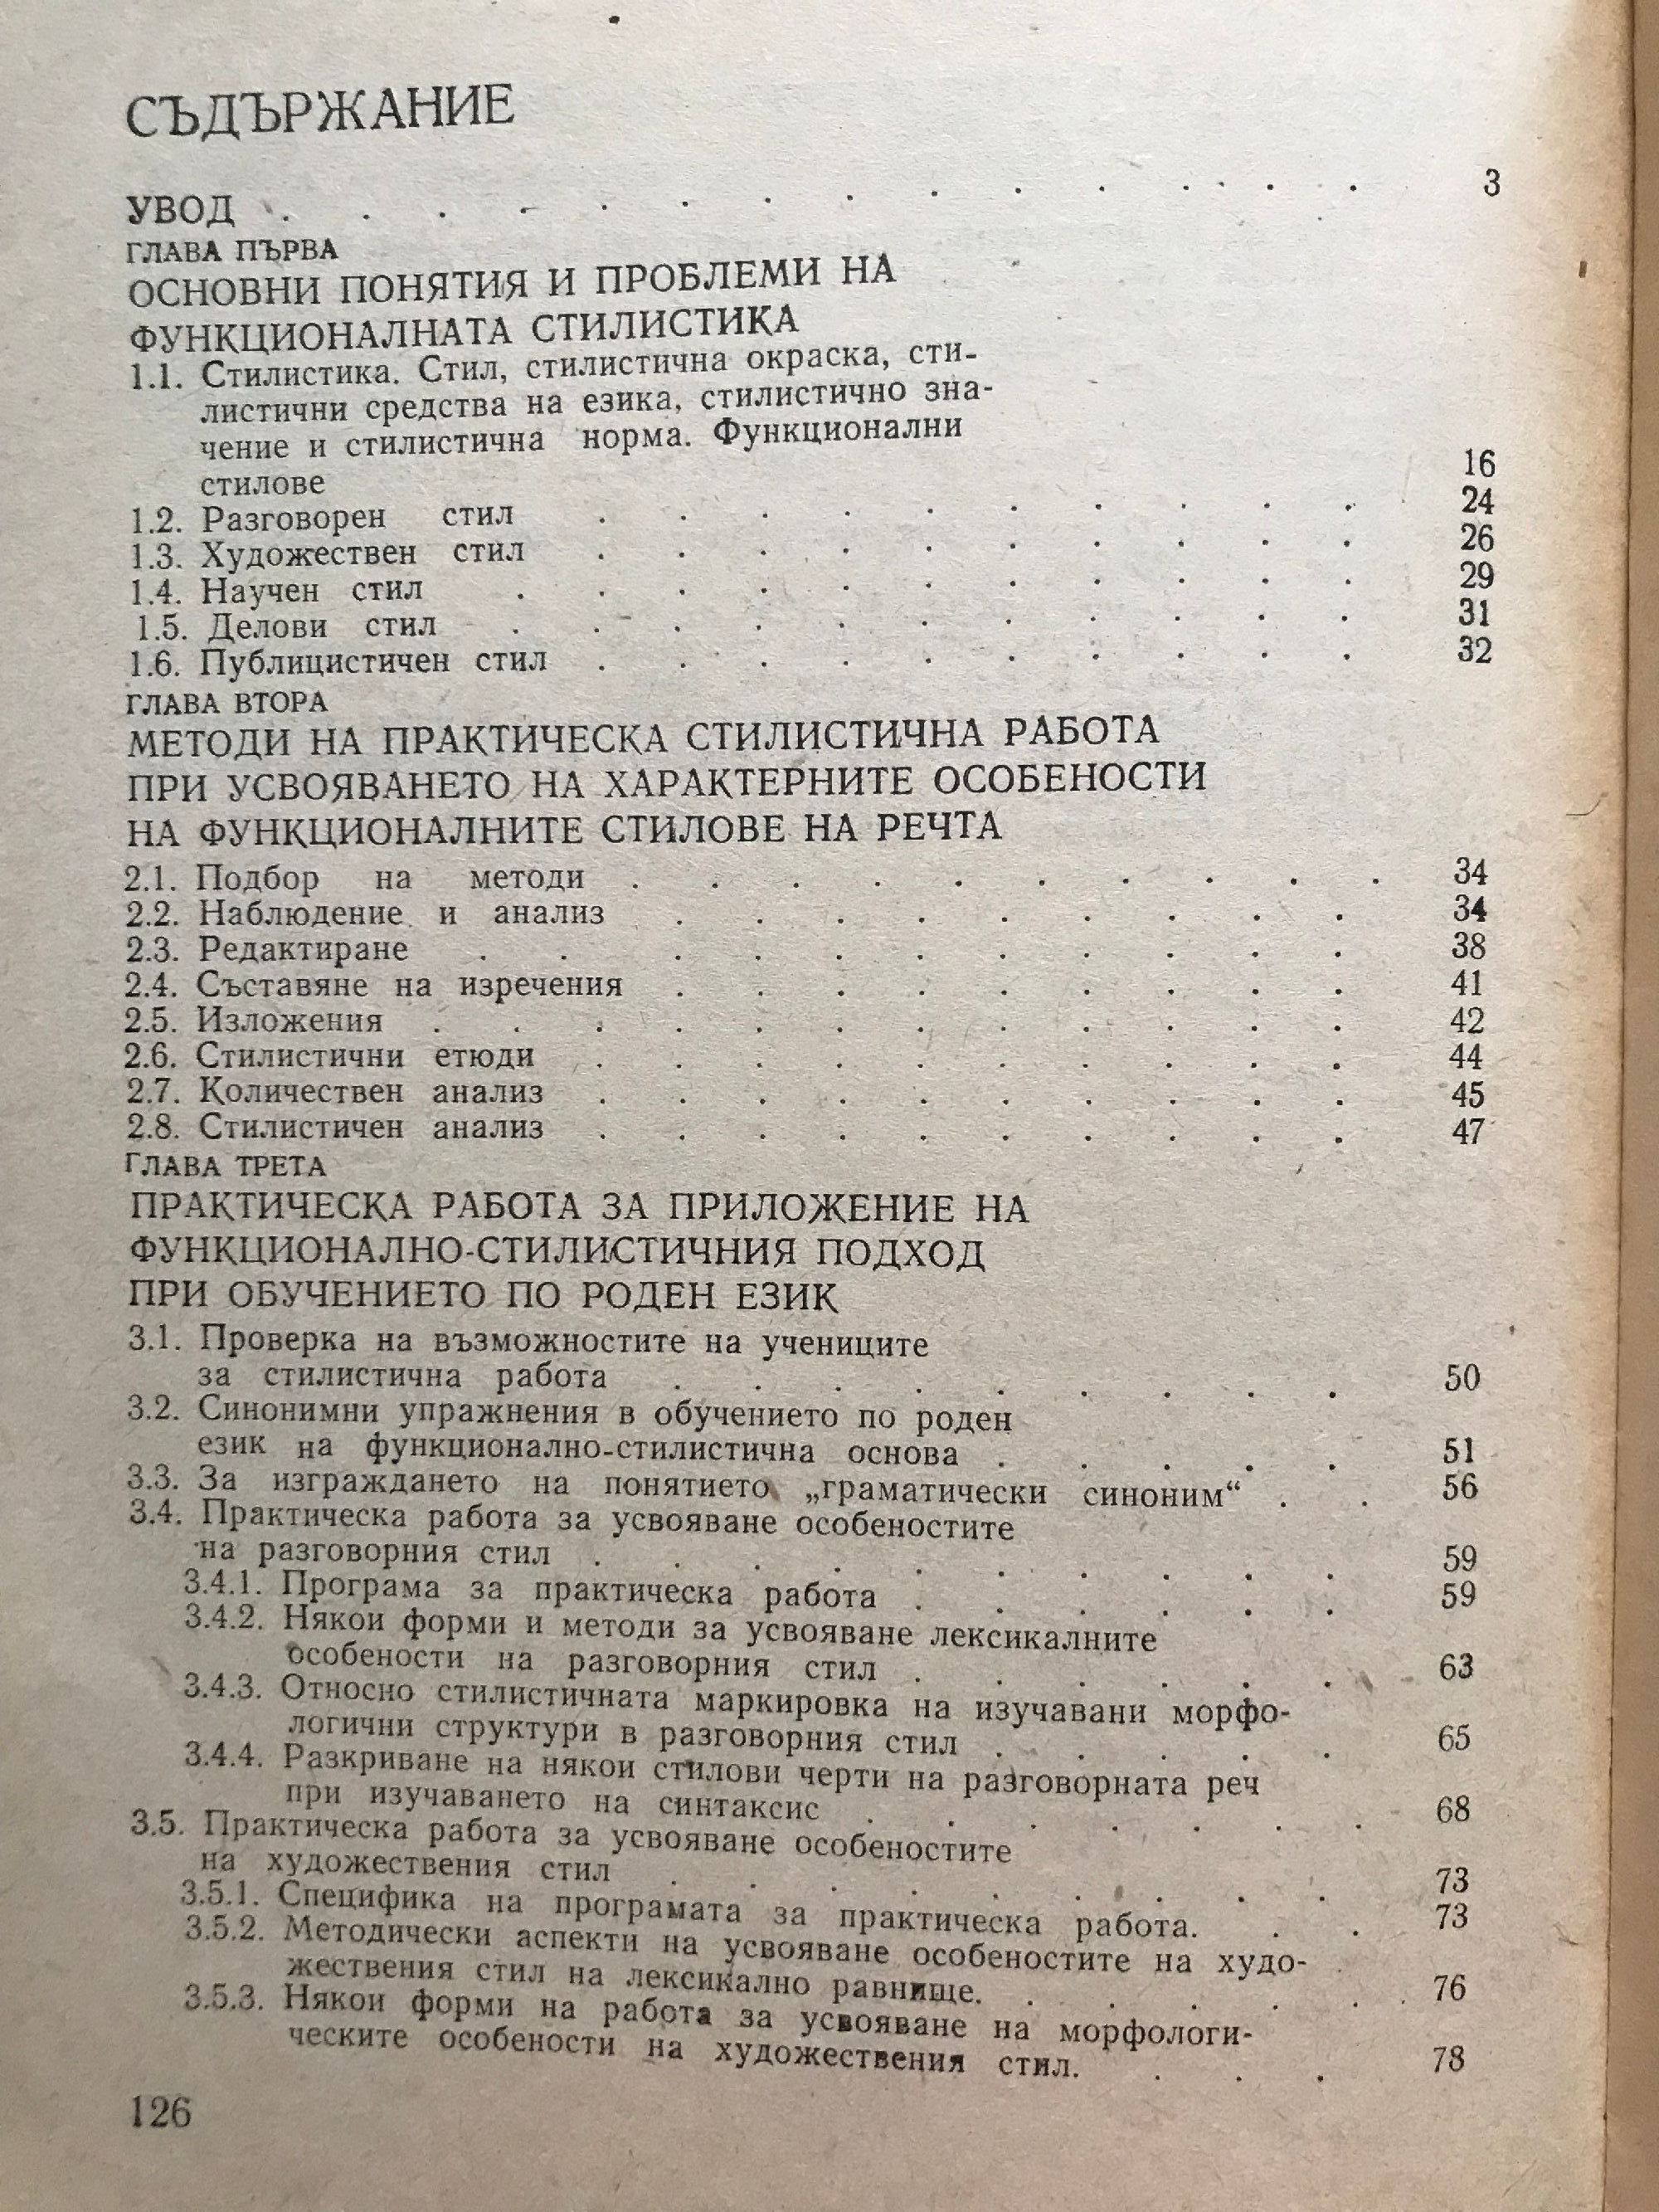 СЪДЪРЖАНИЕ
УВОД . . . . . . . . . . . . . . 3
ГЛАВА ПЪРВА
ОСНОВНИ ПОНЯТИЯ И ПРОБЛЕМИ НА
ФУНКЦИОНАЛНАТА СТИЛИСТИКА
1.1. Стилистика. Стил, стилистична окраска, сти-
листични средства на езика, стилистично зна-
чение и стилистична норма. Функционални
стилове 16
1.2. Разговорен стил . . . . . . . . . . 24
1.3. Художествен стил . . . . . . . . . . 26
1.4. Научен стил . . . . . . . . . . . 29
1.5. Делови стил . . . . . . . . . . . 31
1.6. Публицистичен стил . . . . . . . . . . 32
ГЛАВА ВТОРА
МЕТОДИ НА ПРАКТИЧЕСКА СТИЛИСТИЧНА РАБОТА
ПРИ УСВОЯВАНЕТО НА ХАРАКТЕРНИТЕ ОСОБЕНОСТИ
НА ФУНКЦИОНАЛНИТЕ СТИЛОВЕ НА РЕЧТА
2.1. Подбор на методи . . . . . . . . . . 34
2.2. Наблюдение и анализ . . . . . . . . . 34
2.3. Редактиране . . . . . . . . . . . 38
2.4. Съставяне на изречения . . . . . . . . . 41
2.5. Изложения . . . . . . . . . . . . 42
2.6. Стилистични етюди . . . . . . . . . . 44
2.7. Количествен анализ . . . . . . . . . . 45
2.8. Стилистичен анализ . . . . . . . . . . 47
ГЛАВА ТРЕТА
ПРАКТИЧЕСКА РАБОТА ЗА ПРИЛОЖЕНИЕ НА
ФУНКЦИОНАЛНО-СТИЛИСТИЧНИЯ ПОДХОД
ПРИ ОБУЧЕНИЕТО ПО РОДЕН ЕЗИК
3.1. Проверка на възможностите на учениците
за стилистична работа . . . . . . . . . 50
3.2. Синонимни упражнения в обучението по роден
език на функционално-стилистична основа . . . . . 51
3.3. За изграждането на понятието „граматически синоним“ . . 56
3.4. Практическа работа за усвояване особеностите
на разговорния стил . . . . . . . . . . 59
3.4.1. Програма за практическа работа . . . . . . 59
3.4.2. Някои форми и методи за усвояване лексикалните
особености на разговорния стил . . . . . . 63
3.4.3. Относно стилистичната маркировка на изучавани морфо-
логични структури в разговорния стил . . . . . 65
3.4.4. Разкриване на някои стилови черти на разговорната реч
при изучаването на синтаксис . . . . . . . 68
3.5. Практическа работа за усвояване особеностите
на художествения стил . . . . . . . . . 73
3.5.1. Специфика на програмата за практическа работа. . . 73
3.5.2. Методически аспекти на усвояване особеностите на худо-
жествения стил на лексикално равнище. . . . . . 76
3.5.3. Някои форми на работа за усвояване на морфологи-
ческите особености на художествения стил. . . . 78
126